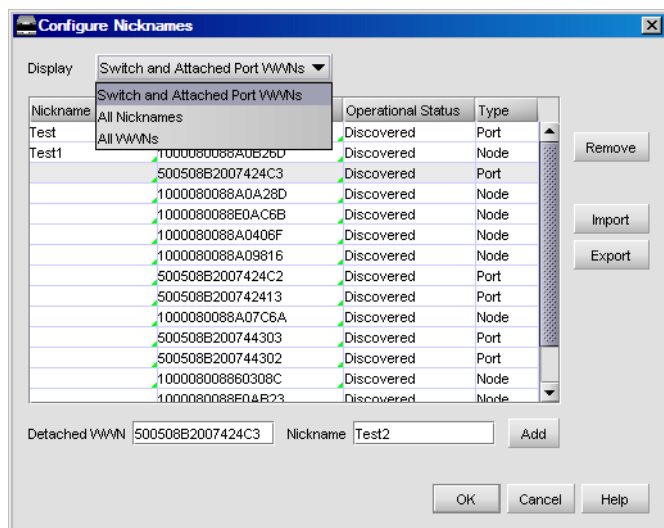 Configure Nicknames
Display Switch and Attached Port WWNs
Switch and Attached Port WWNs
All Nicknames
All WWNs
Nickname Operational Status Type
Test Discovered Port
Test1 1000080088A0B26D Discovered Node
500508B2007424C3 Discovered Port
1000080088A0A28D Discovered Node
1000080088E0AC6B Discovered Node
1000080088A0406F Discovered Node
1000080088A09816 Discovered Node
500508B2007424C2 Discovered Port
500508B200742413 Discovered Port
1000080088A07C6A Discovered Node
500508B200744303 Discovered Port
500508B200744302 Discovered Port
100008008860308C Discovered Node
1000080088E0AB23 Discovered Node
Remove
Import
Export
Detached WWN 500508B2007424C3 Nickname Test2 Add
OK Cancel Help